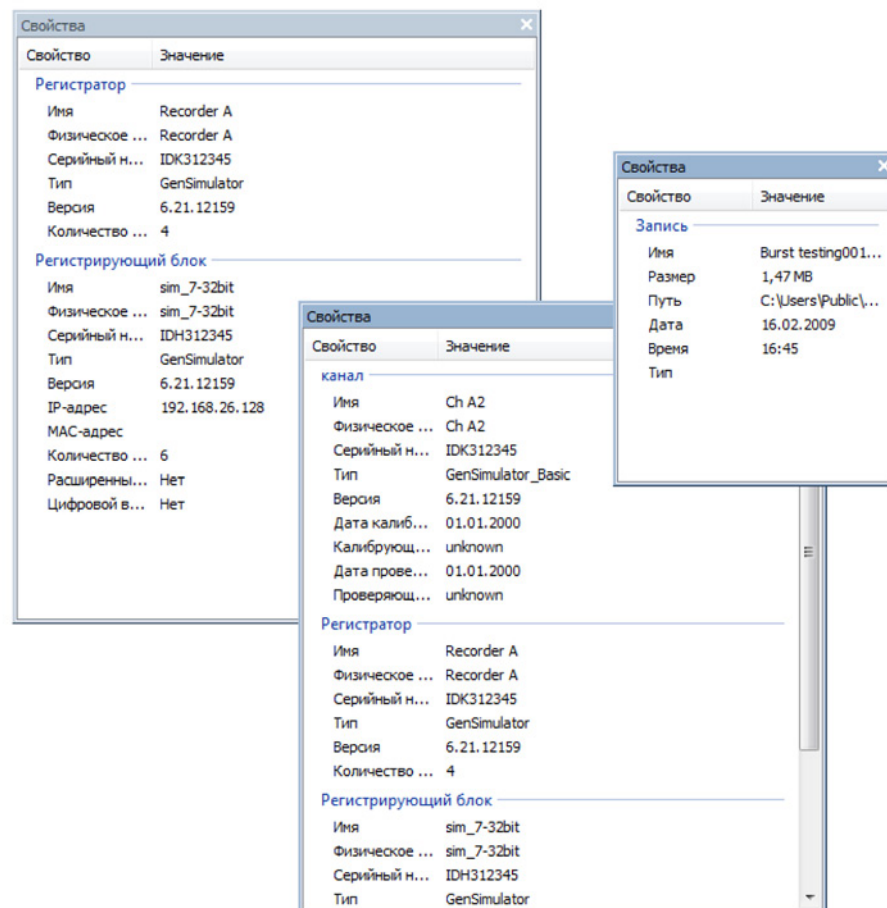 Свойства
Свойство Значение
Регистратор
Имя Recorder A
Физическое ... Recorder A
Серийный н... IDK312345
Тип GenSimulator
Версия 6.21.12159
Количество ... 4
Регистрирующий блок
Имя sim_7-32bit
Физическое ... sim_7-32bit
Серийный н... IDH312345
Тип GenSimulator
Версия 6.21.12159
IP-адрес 192.168.26.128
MAC-адрес
Количество ... 6
Расширенны... Нет
Цифровой в... Нет
Свойства
Свойство Значение
канал
Имя Ch A2
Физическое ... Ch A2
Серийный н... IDK312345
Тип GenSimulator_Basic
Версия 6.21.12159
Дата калиб... 01.01.2000
Калибрующ... unknown
Дата прове... 01.01.2000
Проверяющ... unknown
Регистратор
Имя Recorder A
Физическое ... Recorder A
Серийный н... IDK312345
Тип GenSimulator
Версия 6.21.12159
Количество ... 4
Регистрирующий блок
Имя sim_7-32bit
Физическое ... sim_7-32bit
Серийный н... IDH312345
Тип GenSimulator
Свойства
Свойство Значение
Запись
Имя Burst testing001...
Размер 1,47 MB
Путь C:\Users\Public\...
Дата 16.02.2009
Время 16:45
Тип